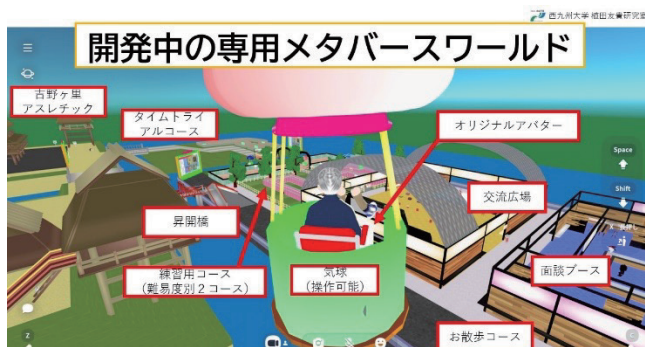 西九州大学 植田友貴研究室
開発中の専用メタバースワールド
吉野ヶ里
アスレチック
タイムトライ
アルコース
オリジナルアバター
Space
Shift
交流広場
昇開橋
練習用コース
（難易度別２コース）
気球
（操作可能）
面談ブース
お散歩コース
Z